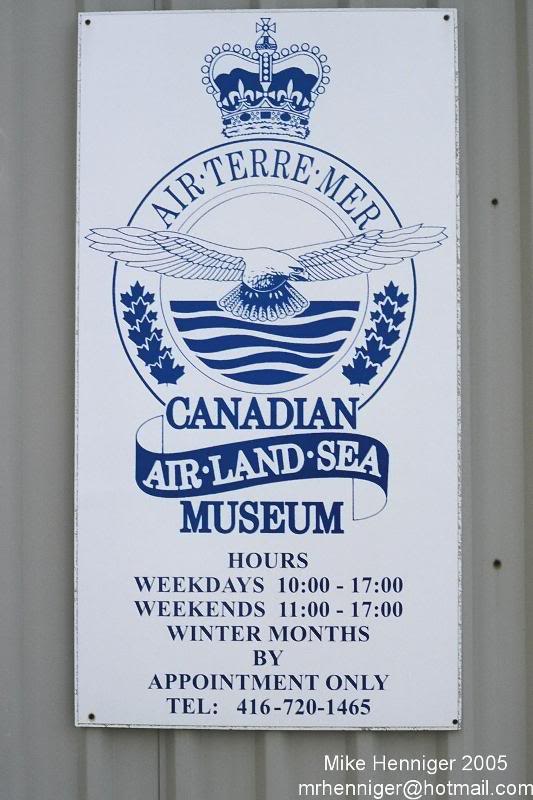 AIR·TERRE·MER
CANADIAN
AIR·LAND·SEA
MUSEUM
HOURS
WEEKDAYS 10:00 - 17:00
WEEKENDS 11:00 - 17:00
WINTER MONTHS
BY
APPOINTMENT ONLY
TEL: 416-720-1465
Mike Henniger 2005
mrhenniger@hotmail.com